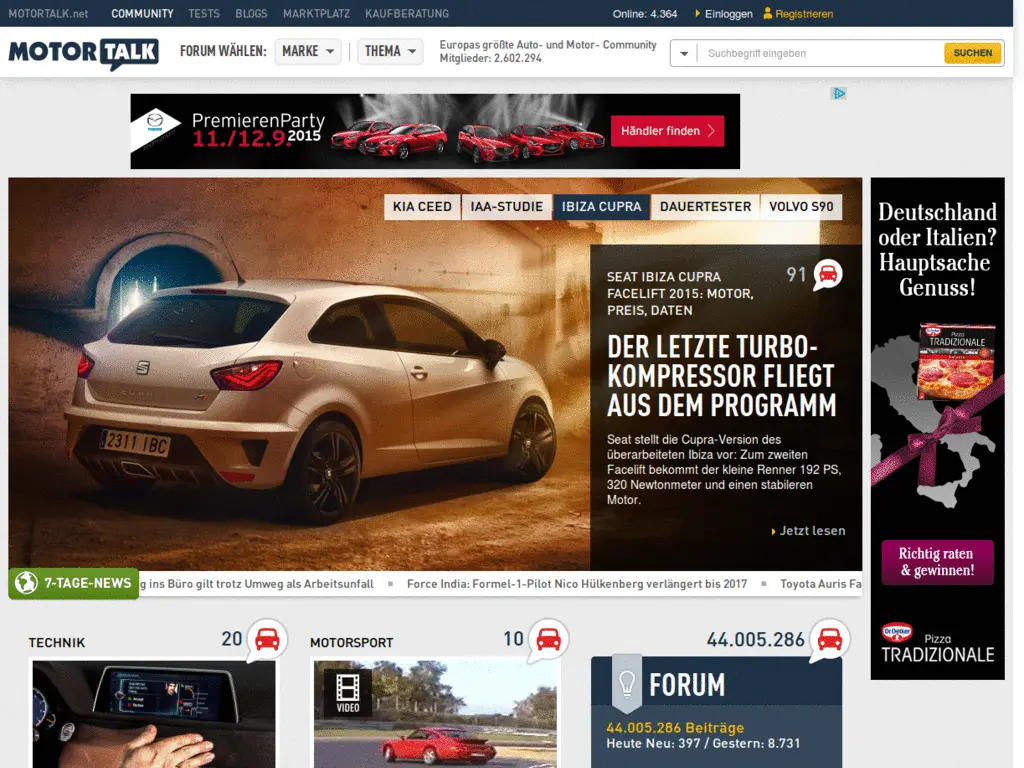 MOTORTALK.net COMMUNITY TESTS BLOGS MARKTPLATZ KAUFBERATUNG Online: 4.364 Einloggen Registrieren
MOTOR TALK FORUM WÄHLEN: MARKE THEMA
Europas größte Auto- und Motor- Community
Mitglieder: 2.602.294
Suchbegriff eingeben SUCHEN
PremierenParty
11./12.9.2015
Händler finden
KIA CEED IAA-STUDIE IBIZA CUPRA DAUERTESTER VOLVO S90
SEAT IBIZA CUPRA
FACELIFT 2015: MOTOR,
PREIS, DATEN
91
DER LETZTE TURBO-
KOMPRESSOR FLIEGT
AUS DEM PROGRAMM
Seat stellt die Cupra-Version des
überarbeiteten Ibiza vor: Zum zweiten
Facelift bekommt der kleine Renner 192 PS,
320 Newtonmeter und einen stabileren
Motor.
Jetzt lesen
2311 IBC
Deutschland
oder Italien?
Hauptsache
Genuss!
Dr.Oetker
Pizza
TRADIZIONALE
Richtig raten
& gewinnen!
Dr.Oetker
Pizza
TRADIZIONALE
7-TAGE-NEWS
g ins Büro gilt trotz Umweg als Arbeitsunfall Force India: Formel-1-Pilot Nico Hülkenberg verlängert bis 2017 Toyota Auris Fa
TECHNIK 20
MOTORSPORT 10
VIDEO
44.005.286
FORUM
44.005.286 Beiträge
Heute Neu: 397 / Gestern: 8.731